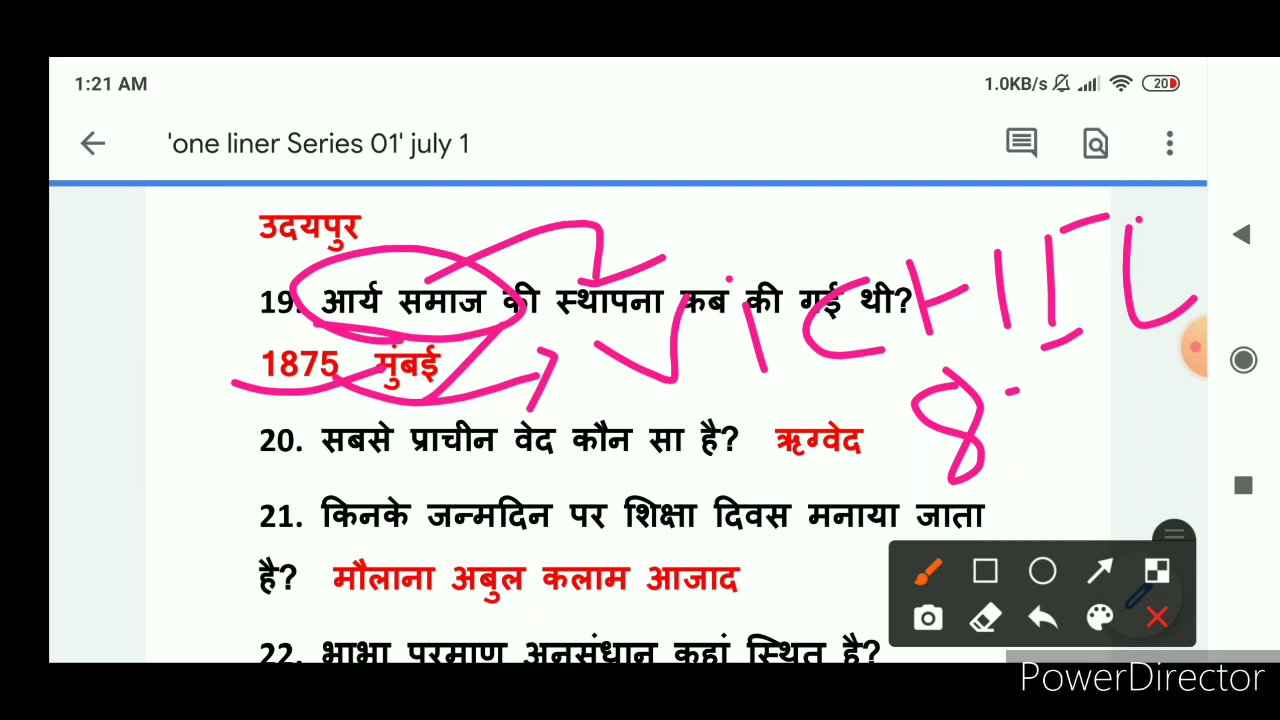 1:21 AM 1.0KB/s 20
'one liner Series 01' july 1
उदयपुर
19. आर्य समाज की स्थापना कब की गई थी?
1875 मुंबई
20. सबसे प्राचीन वेद कौन सा है? ऋग्वेद
8
21. किनके जन्मदिन पर शिक्षा दिवस मनाया जाता
है? मौलाना अबुल कलाम आजाद
22. भाभा परमाणु अनुसंधान कहां स्थित है?
PowerDirector